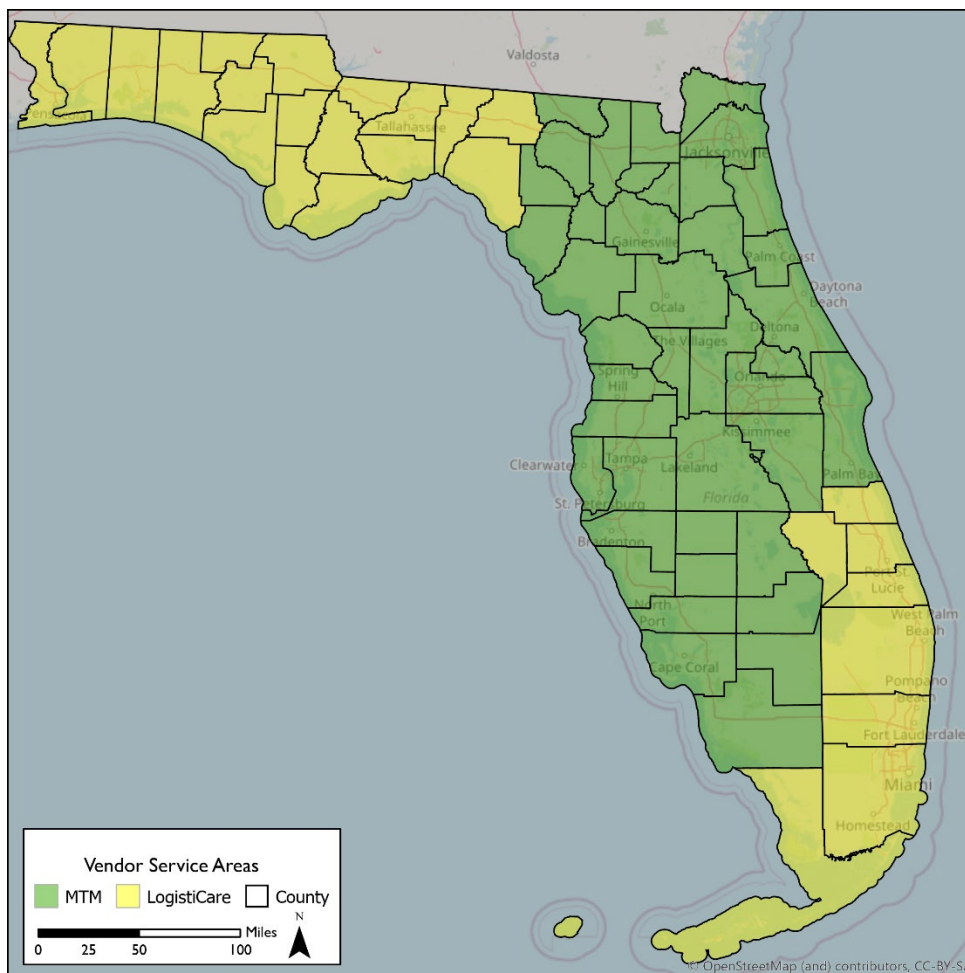 Valdosta
Pensacola
Tallahassee
Jacksonville
Gainesville
Palm Coast
Daytona
Beach
Ocala
Deltona
The Villages
Spring
Hill
Orlando
Kissimmee
Clearwater
Tampa
Lakeland
Palm Bay
St. Petersburg
Florida
Bradenton
Port St.
Lucie
North
Port
West Palm
Beach
Cape Coral
Pompano
Beach
Fort Lauderdale
Miami
Homestead
Vendor Service Areas
MTM
LogistiCare
County
N
Miles
0 25 50 100
© OpenStreetMap (and) contributors, CC-BY-S